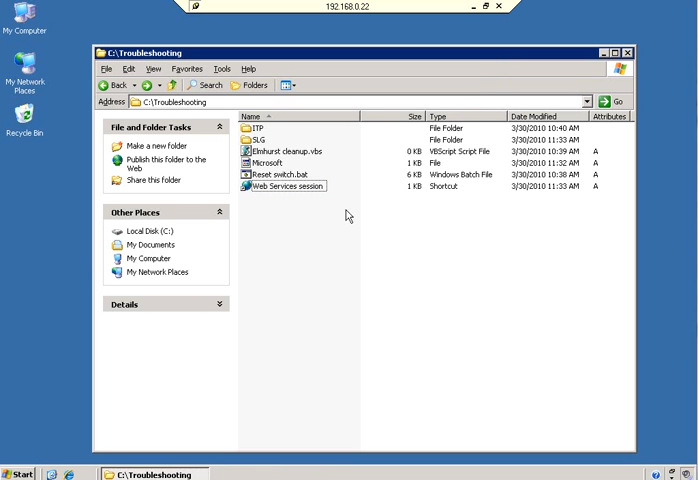 192.168.0.22
My Computer
My Network
Places
Recycle Bin
C:\Troubleshooting
File Edit View Favorites Tools Help
Back Search Folders
Address C:\Troubleshooting Go
File and Folder Tasks
Make a new folder
Publish this folder to the
Web
Share this folder
Other Places
Local Disk (C:)
My Documents
My Computer
My Network Places
Details
Name Size Type Date Modified Attributes
ITP File Folder 3/30/2010 10:40 AM
SLG File Folder 3/30/2010 11:33 AM
Elmhurst cleanup.vbs 0 KB VBScript Script File 3/30/2010 10:39 AM A
Microsoft 1 KB File 3/30/2010 11:32 AM A
Reset switch.bat 6 KB Windows Batch File 3/30/2010 10:38 AM A
Web Services session 1 KB Shortcut 3/30/2010 11:33 AM A
Start C:\Troubleshooting